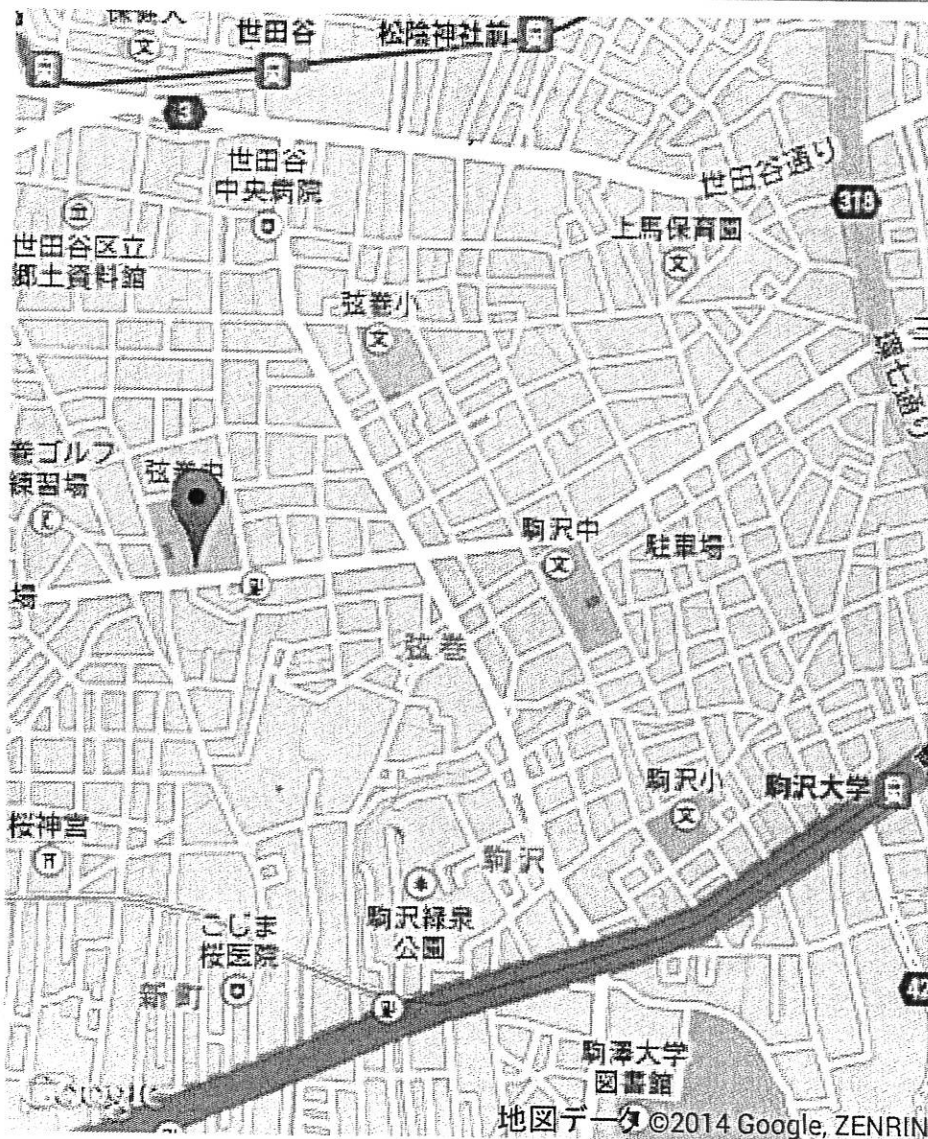 世田谷
松陰神社前
3
世田谷
中央病院
世田谷通り
318
上馬保育園
世田谷区立
郷土資料館
弦巻小
環七通り
巻ゴルフ
練習場
弦巻中
駒沢中
駐車場
場
弦巻
駒沢小
駒沢大学
桜神宮
駒沢
駒沢緑泉
公園
こじま
桜医院
新町
42
駒澤大学
図書館
Google
地図データ ©2014 Google, ZENRIN